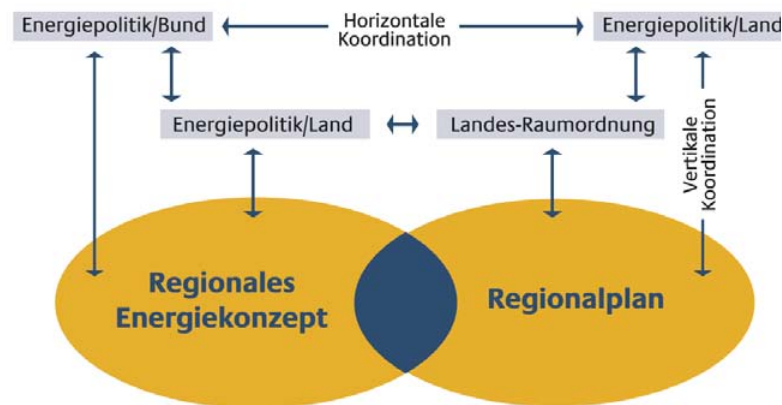 Energiepolitik/Bund
Horizontale
Koordination
Energiepolitik/Land
Energiepolitik/Land
Landes-Raumordnung
Vertikale
Koordination
Regionales
Energiekonzept
Regionalplan